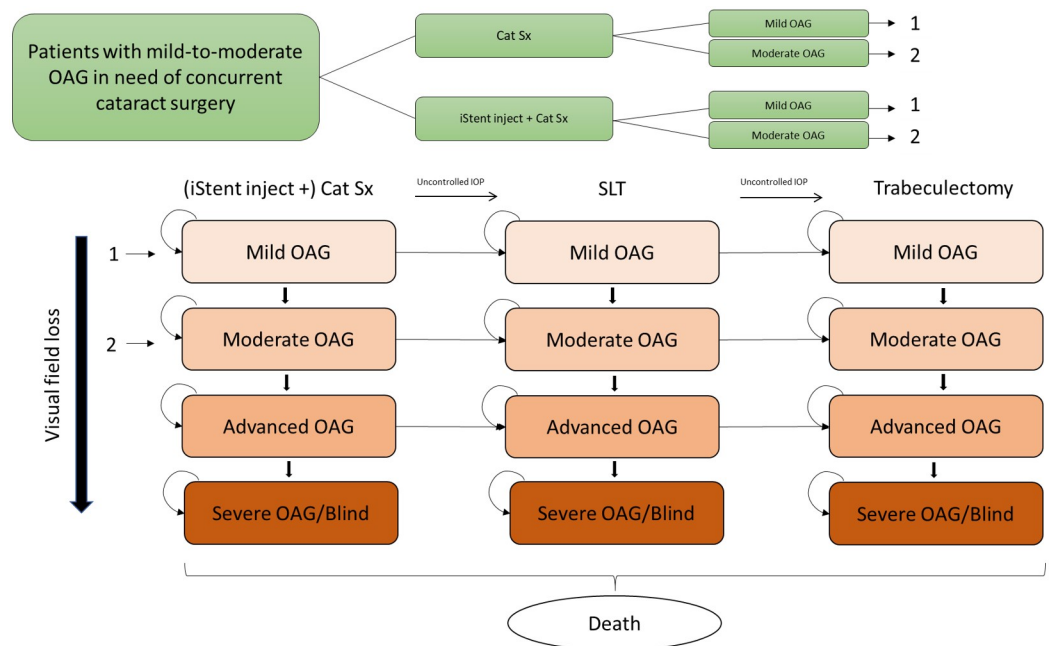 Patients with mild-to-moderate
OAG in need of concurrent
cataract surgery
Cat Sx
Mild OAG
1
Moderate OAG
2
iStent inject + Cat Sx
Mild OAG
1
Moderate OAG
2
(iStent inject +) Cat Sx
Uncontrolled IOP
SLT
Uncontrolled IOP
Trabeculectomy
Visual field loss
1
Mild OAG
Mild OAG
Mild OAG
2
Moderate OAG
Moderate OAG
Moderate OAG
Advanced OAG
Advanced OAG
Advanced OAG
Severe OAG/Blind
Severe OAG/Blind
Severe OAG/Blind
Death